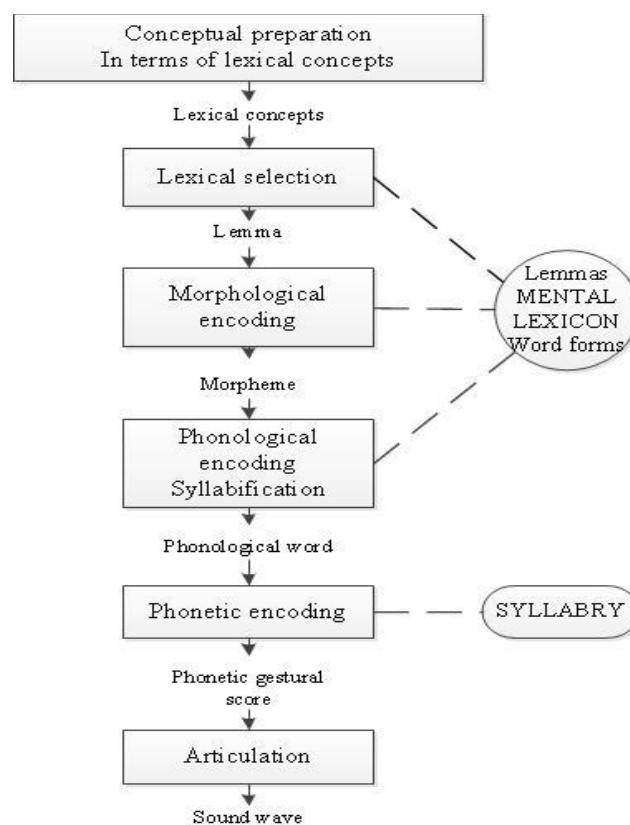 Conceptual preparation
In terms of lexical concepts
Lexical concepts
Lexical selection
Lemma
Morphological
encoding
Lemmas
MENTAL
LEXICON
Word forms
Morpheme
Phonological
encoding
Syllabification
Phonological word
Phonetic encoding
SYLLABRY
Phonetic gestural
score
Articulation
Sound wave